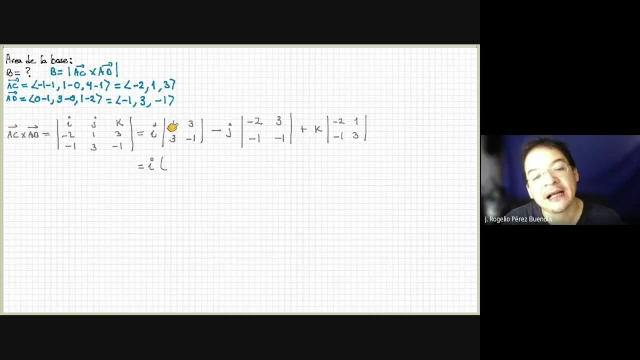 Area de la base:
B = ? B = | AC x AD |
AC = ⟨-1-1, 1-0, 4-1⟩ = ⟨-2, 1, 3⟩
AD = ⟨0-1, 3-0, 1-2⟩ = ⟨-1, 3, -1⟩
i j k
AC x AD = | -2 1 3 | = i | 1 3 | - j | -2 3 | + k | -2 1 |
-1 3 -1 3 -1 -1 -1 -1 3
= i (
J. Rogelio Pérez Buendía